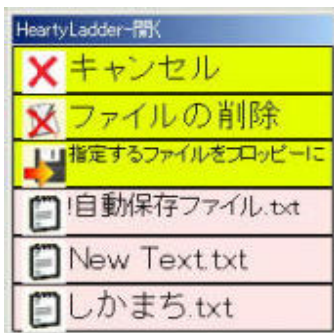 HeartyLadder-開く
キャンセル
ファイルの削除
指定するファイルをフロッピーに
!自動保存ファイル.txt
New Text.txt
しかまち.txt